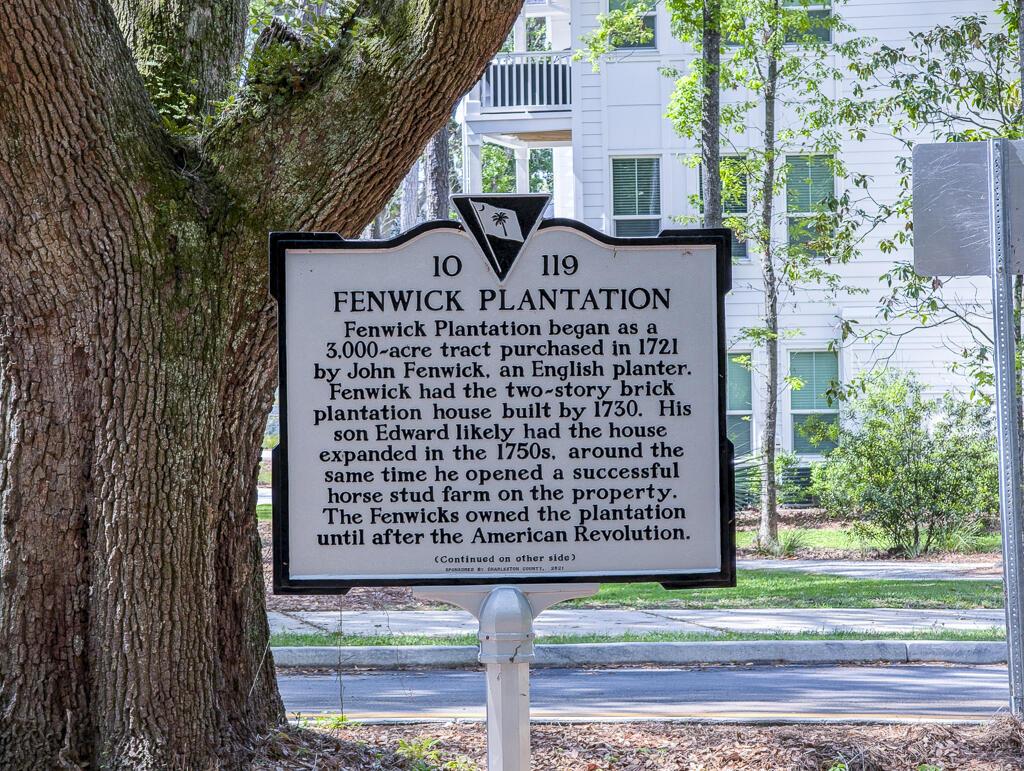 10 119
FENWICK PLANTATION
Fenwick Plantation began as a
3,000-acre tract purchased in 1721
by John Fenwick, an English planter.
Fenwick had the two-story brick
plantation house built by 1730. His
son Edward likely had the house
expanded in the 1750s, around the
same time he opened a successful
horse stud farm on the property.
The Fenwicks owned the plantation
until after the American Revolution.
(Continued on other side)
SPONSORED BY CHARLESTON COUNTY, 2021